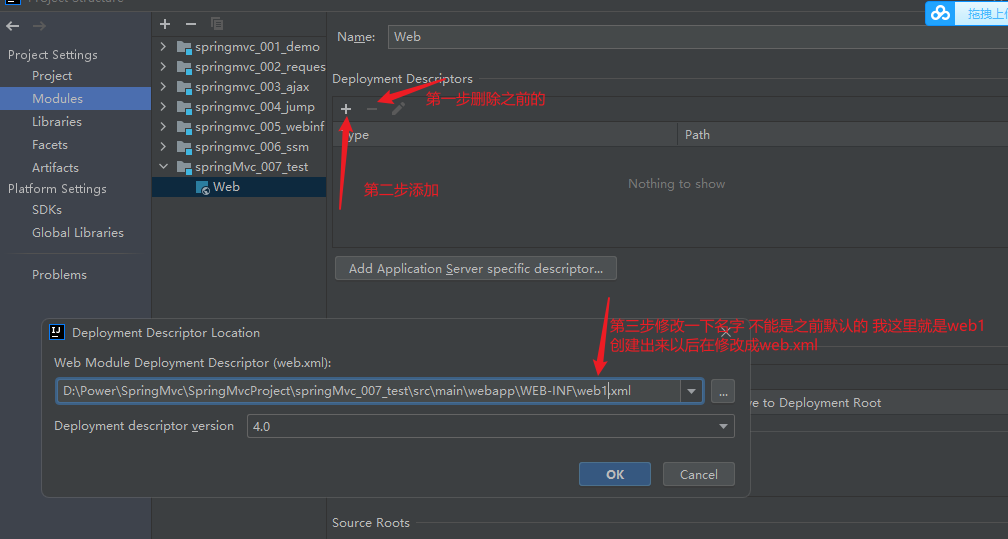 Project Structure
拖拽上
Project Settings
Project
Modules
Libraries
Facets
Artifacts
Platform Settings
SDKs
Global Libraries
Problems
springmvc_001_demo
springmvc_002_reques
springmvc_003_ajax
springmvc_004_jump
springmvc_005_webinf
springmvc_006_ssm
springMvc_007_test
Web
Name: Web
Deployment Descriptors
第一步删除之前的
ype Path
Nothing to show
第二步添加
Add Application Server specific descriptor...
第三步修改一下名字 不能是之前默认的 我这里就是web1
创建出来以后在修改成web.xml
Deployment Descriptor Location
Web Module Deployment Descriptor (web.xml):
D:\Power\SpringMvc\SpringMvcProject\springMvc_007_test\src\main\webapp\WEB-INF\web1.xml
...
ve to Deployment Root
Deployment descriptor version 4.0
OK Cancel
Source Roots